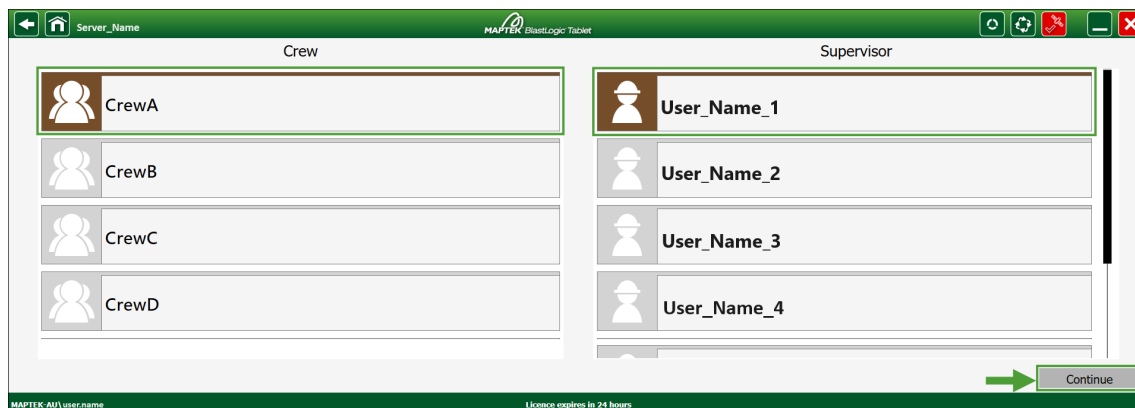 Server_Name
MAPTEK BlastLogic Tablet
Crew
Supervisor
CrewA
User_Name_1
CrewB
User_Name_2
CrewC
User_Name_3
CrewD
User_Name_4
Continue
MAPTEK-AU\user.name
Licence expires in 24 hours